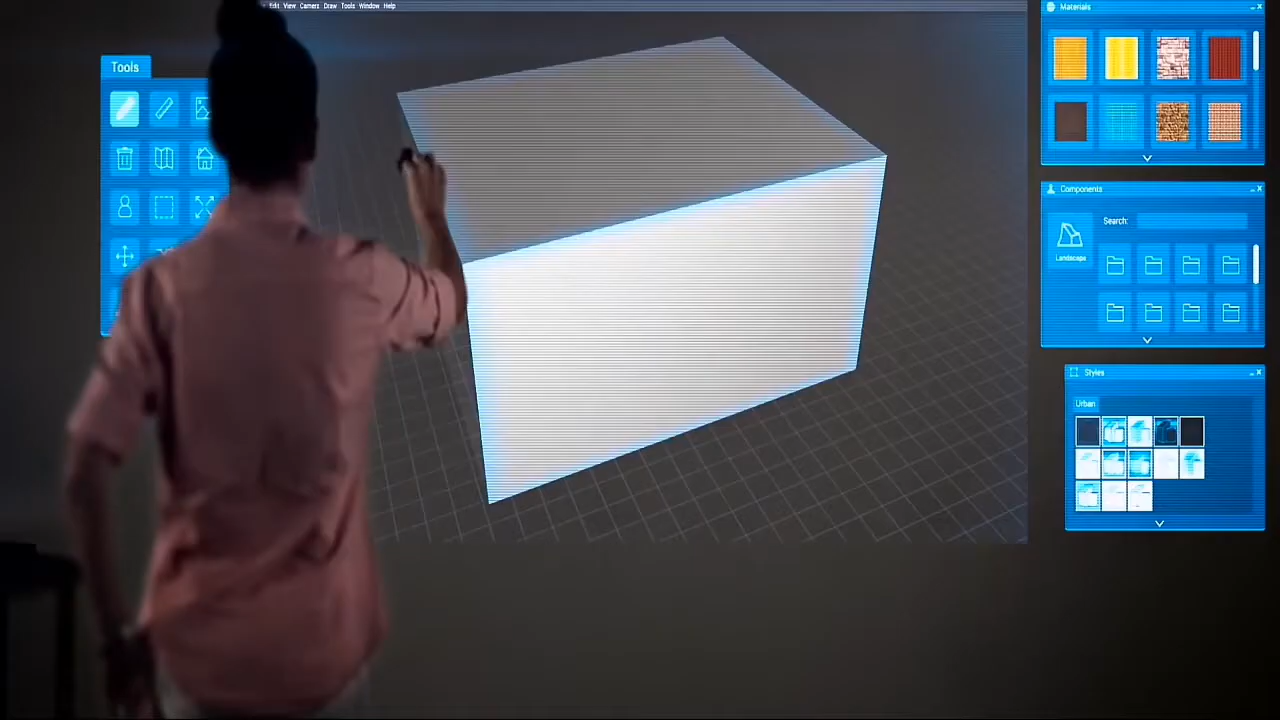 Edit View Camera Draw Tools Window Help
Tools
Materials
Components
Search:
Landscape
Styles
Urban